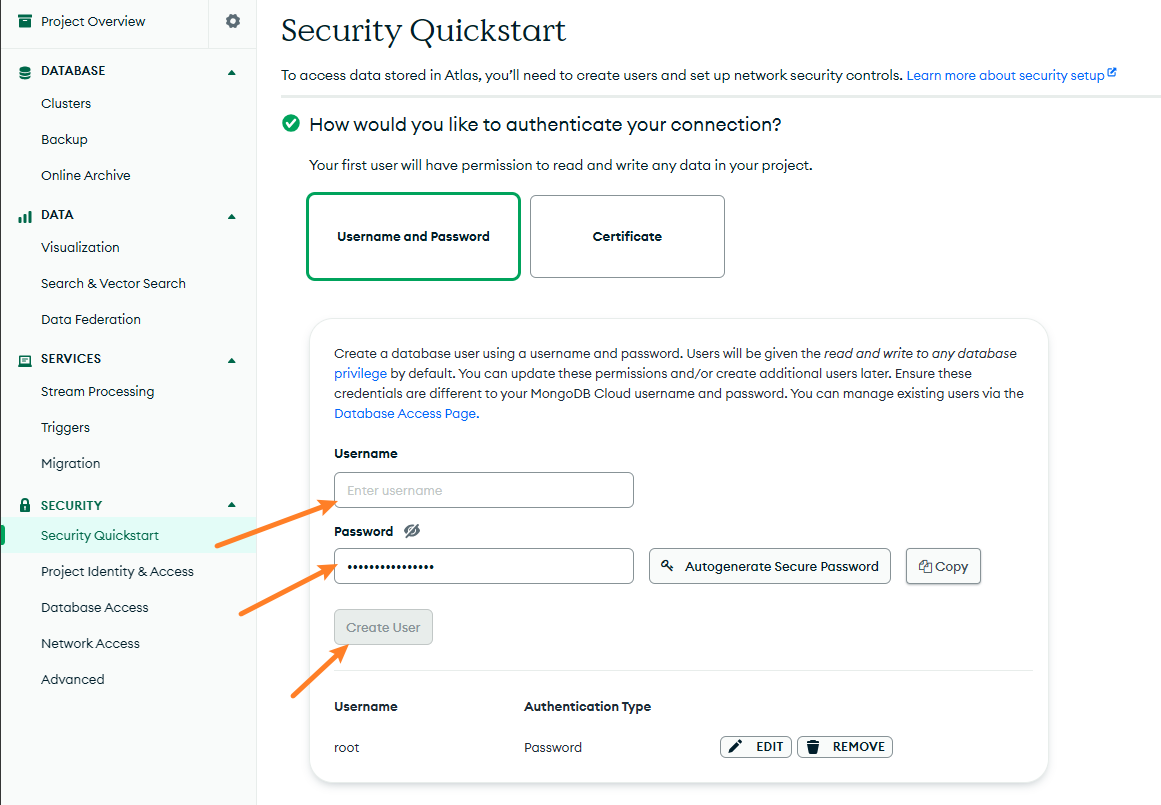 Project Overview
DATABASE
Clusters
Backup
Online Archive
DATA
Visualization
Search & Vector Search
Data Federation
SERVICES
Stream Processing
Triggers
Migration
SECURITY
Security Quickstart
Project Identity & Access
Database Access
Network Access
Advanced
Security Quickstart
To access data stored in Atlas, you’ll need to create users and set up network security controls. Learn more about security setup
How would you like to authenticate your connection?
Your first user will have permission to read and write any data in your project.
Username and Password
Certificate
Create a database user using a username and password. Users will be given the read and write to any database
privilege by default. You can update these permissions and/or create additional users later. Ensure these
credentials are different to your MongoDB Cloud username and password. You can manage existing users via the
Database Access Page.
Username
Enter username
Password
••••••••••••••••
Autogenerate Secure Password
Copy
Create User
Username Authentication Type
root Password EDIT REMOVE